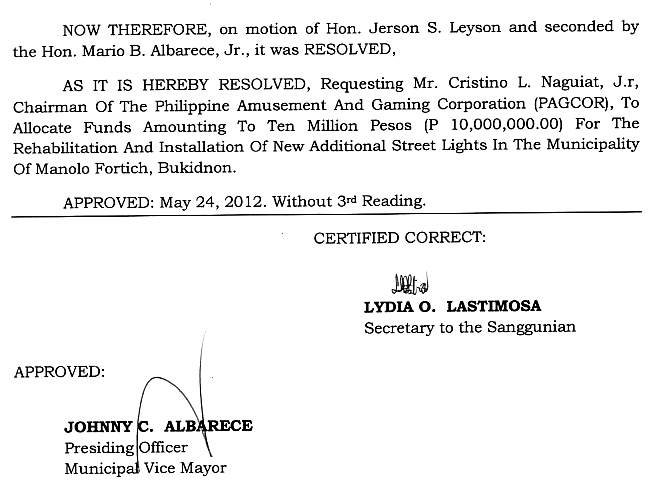 NOW THEREFORE, on motion of Hon. Jerson S. Leyson and seconded by
the Hon. Mario B. Albarece, Jr., it was RESOLVED,
AS IT IS HEREBY RESOLVED, Requesting Mr. Cristino L. Naguiat, J.r,
Chairman Of The Philippine Amusement And Gaming Corporation (PAGCOR), To
Allocate Funds Amounting To Ten Million Pesos (P 10,000,000.00) For The
Rehabilitation And Installation Of New Additional Street Lights In The Municipality
Of Manolo Fortich, Bukidnon.
APPROVED: May 24, 2012. Without 3rd Reading.
CERTIFIED CORRECT:
LYDIA O. LASTIMOSA
Secretary to the Sanggunian
APPROVED:
JOHNNY C. ALBARECE
Presiding Officer
Municipal Vice Mayor